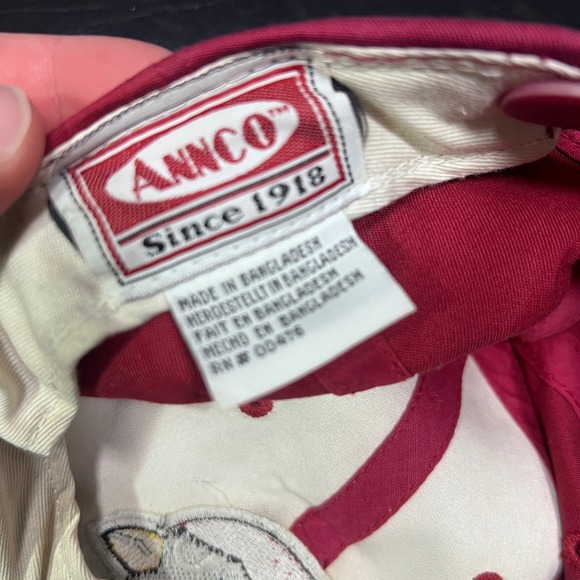 ANNCO™
Since 1918
MADE IN BANGLADESH
HERGESTELLT IN BANGLADESH
FAIT EN BANGLADESH
HECHO EN BANGLADESH
RN# 00476